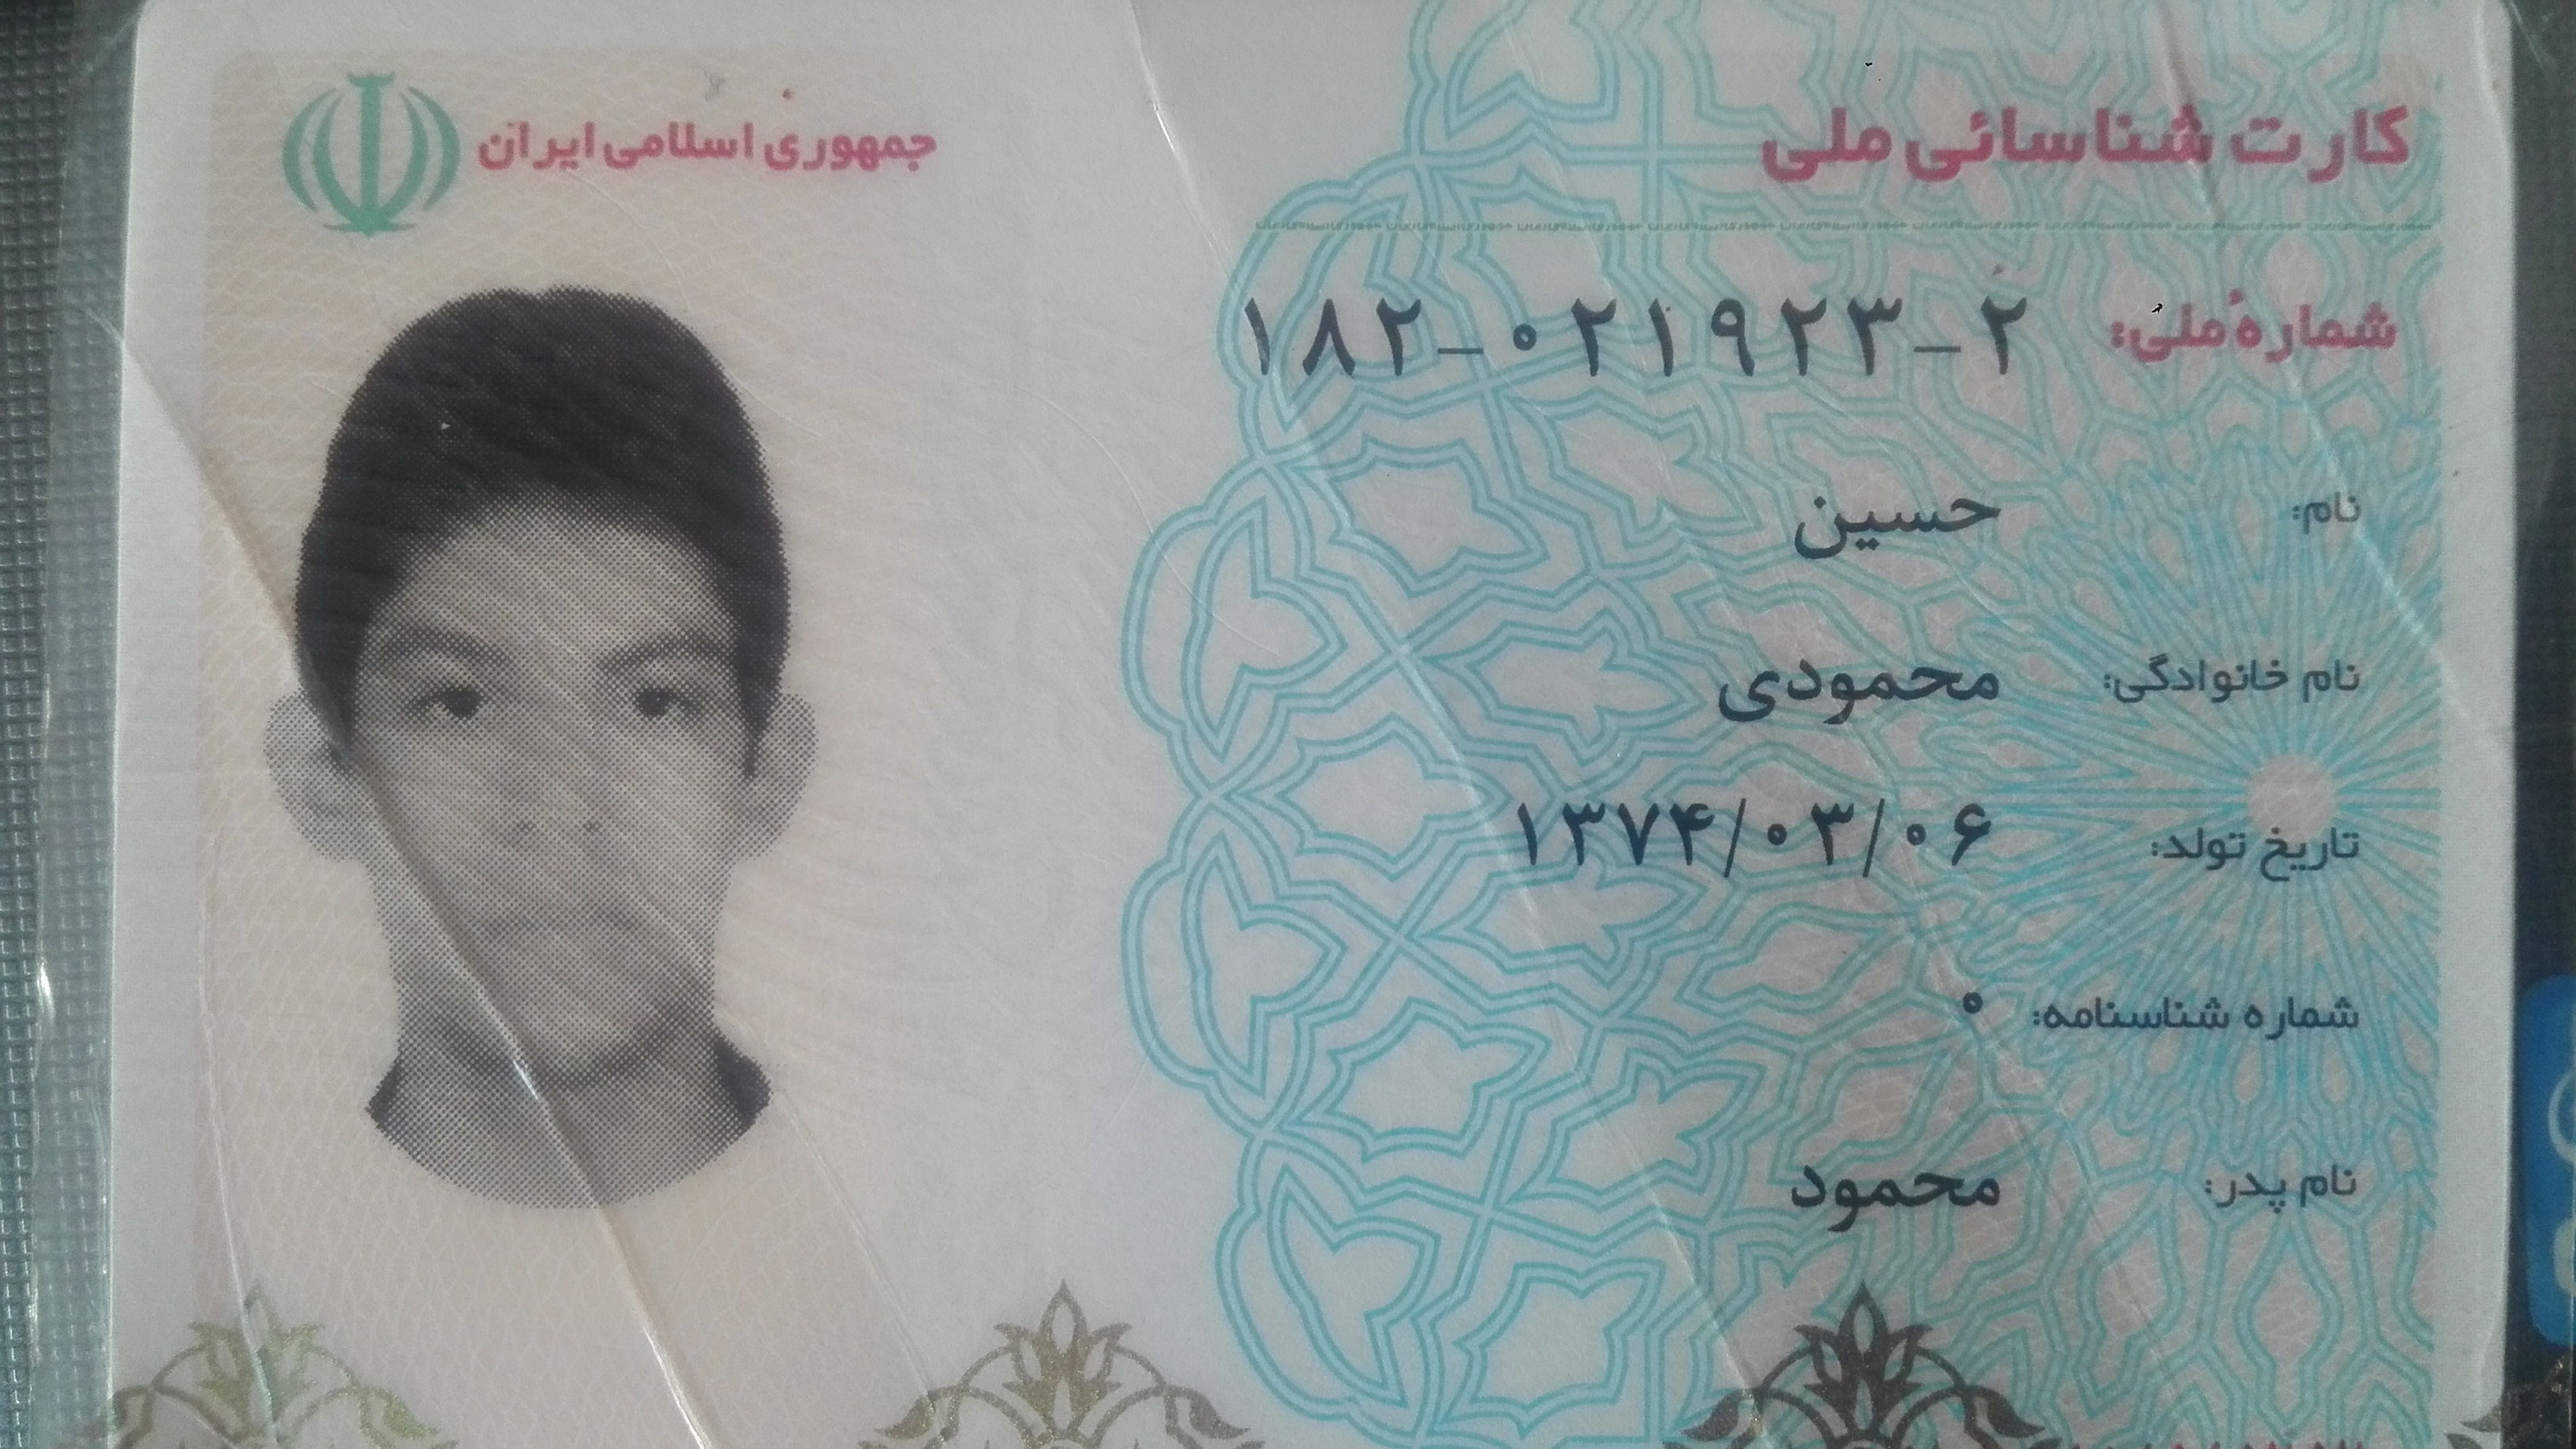 کارت شناسائی ملی
جمهوری اسلامی ایران
شماره ملی: ۱۸۲-۰۲۱۹۲۳-۲
نام: حسین
نام خانوادگی: محمودی
تاریخ تولد: ۱۳۷۴/۰۳/۰۶
شماره شناسنامه: ۰
نام پدر: محمود